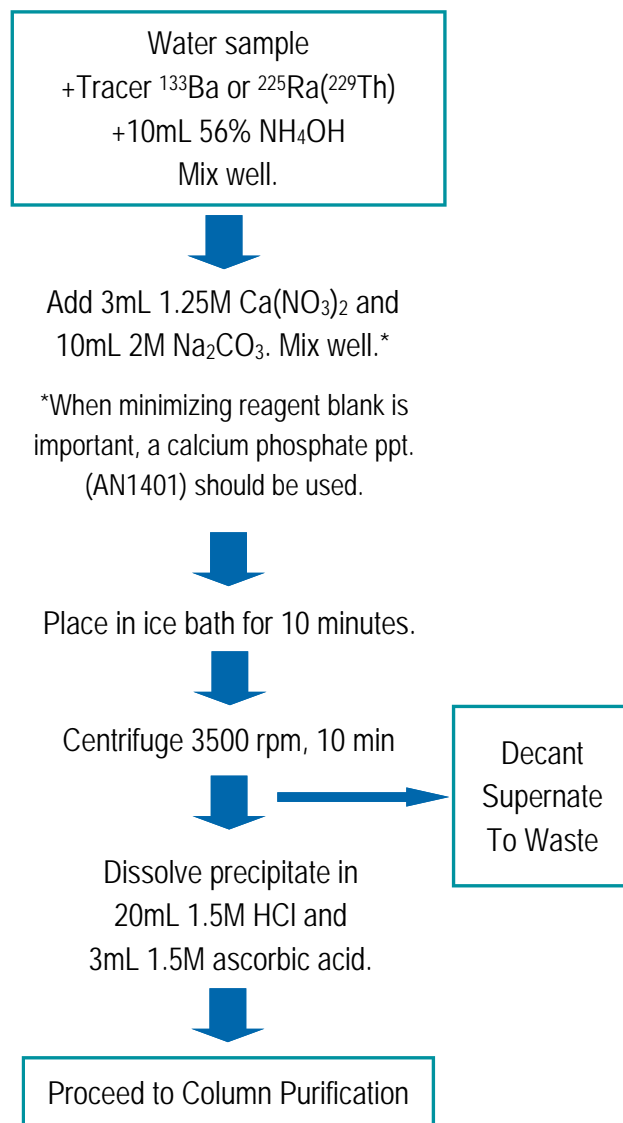 Water sample
+Tracer ¹³³Ba or ²²⁵Ra(²²⁹Th)
+10mL 56% NH₄OH
Mix well.
Add 3mL 1.25M Ca(NO₃)₂ and
10mL 2M Na₂CO₃. Mix well.*
*When minimizing reagent blank is
important, a calcium phosphate ppt.
(AN1401) should be used.
Place in ice bath for 10 minutes.
Centrifuge 3500 rpm, 10 min
Decant
Supernate
To Waste
Dissolve precipitate in
20mL 1.5M HCl and
3mL 1.5M ascorbic acid.
Proceed to Column Purification